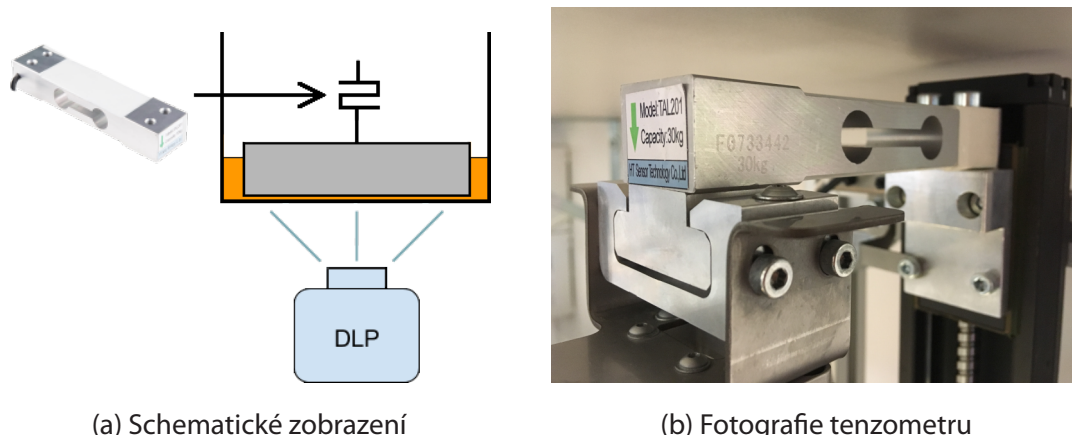 DLP
Model:TAL201
Capacity:30kg
HT Sensor Technology Co.,Ltd
FG733442
30kg
(a) Schematické zobrazení
(b) Fotografie tenzometru